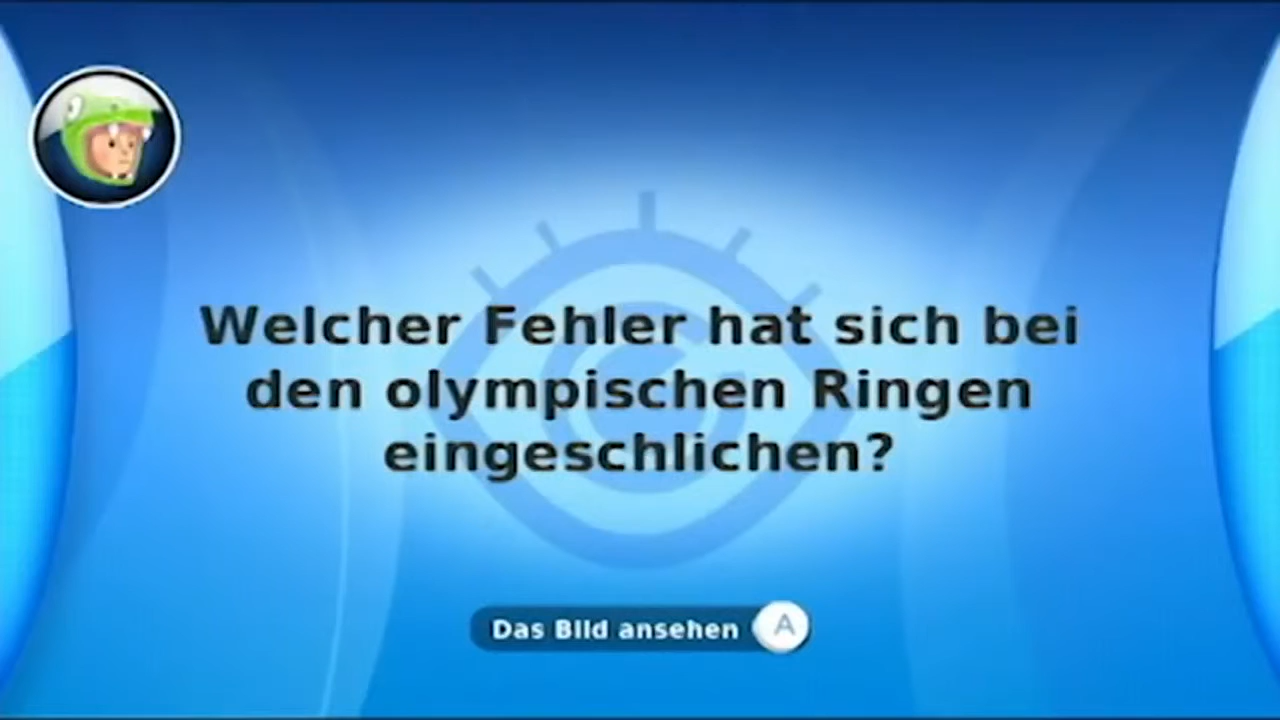 Welcher Fehler hat sich bei
den olympischen Ringen
eingeschlichen?
Das Bild ansehen A